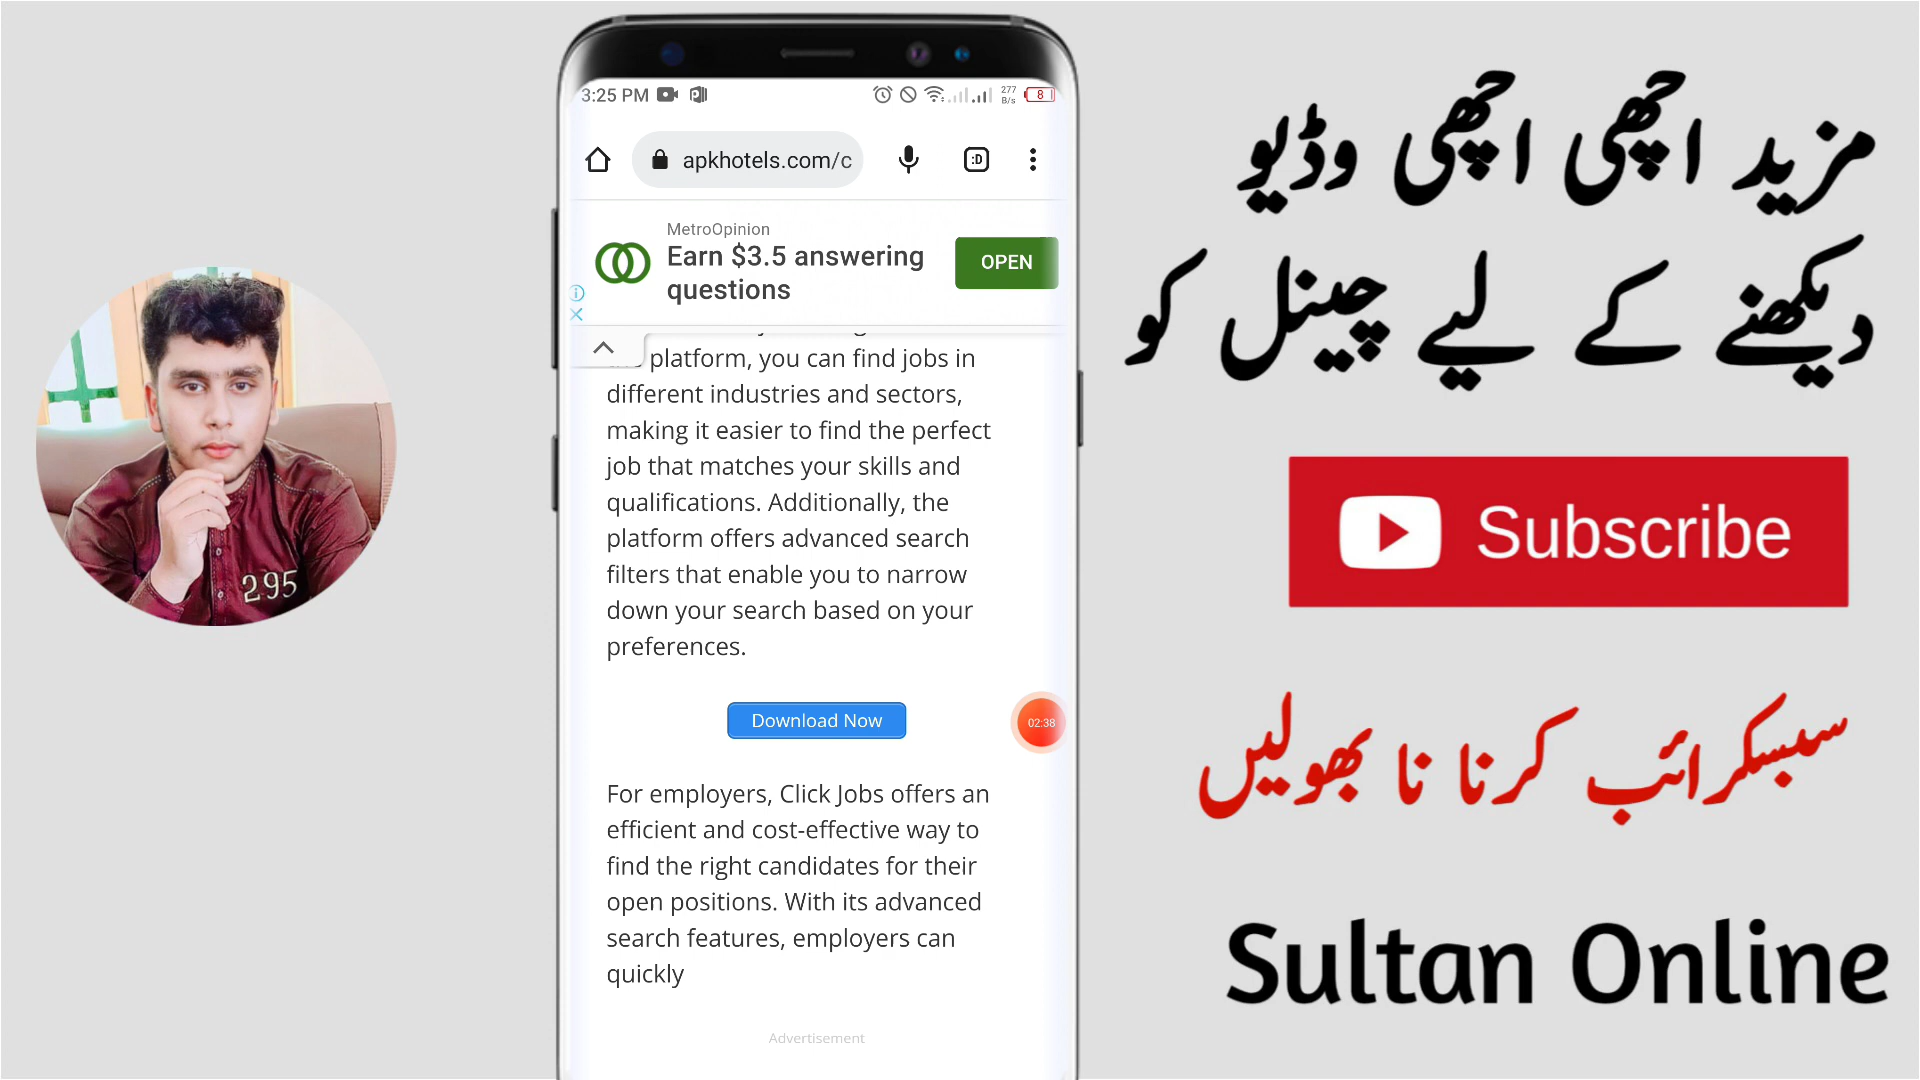 3:25 PM
277
B/s
8
apkhotels.com/c
:D
MetroOpinion
Earn $3.5 answering
questions
OPEN
platform, you can find jobs in
different industries and sectors,
making it easier to find the perfect
job that matches your skills and
qualifications. Additionally, the
platform offers advanced search
filters that enable you to narrow
down your search based on your
preferences.
Download Now
02:38
For employers, Click Jobs offers an
efficient and cost-effective way to
find the right candidates for their
open positions. With its advanced
search features, employers can
quickly
Advertisement
295
مزید اچھی اچھی وڈیو
دیکھنے کے لیے چینل کو
Subscribe
سبسکرائب کرنا نا بھولیں
Sultan Online